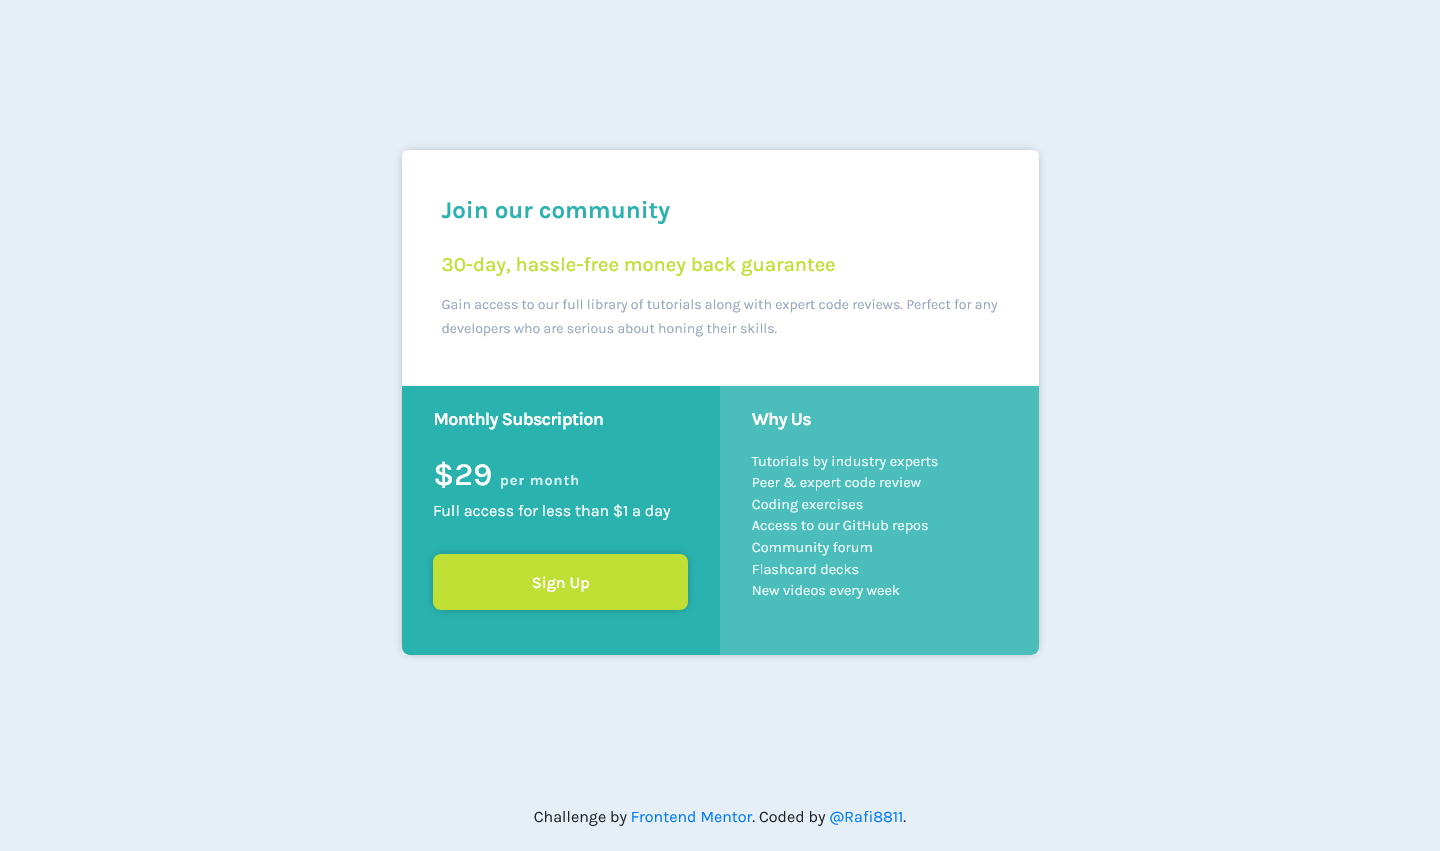 Join our community
30-day, hassle-free money back guarantee
Gain access to our full library of tutorials along with expert code reviews. Perfect for any
developers who are serious about honing their skills.
Monthly Subscription
$29 per month
Full access for less than $1 a day
Sign Up
Why Us
Tutorials by industry experts
Peer & expert code review
Coding exercises
Access to our GitHub repos
Community forum
Flashcard decks
New videos every week
Challenge by Frontend Mentor. Coded by @Rafi8811.